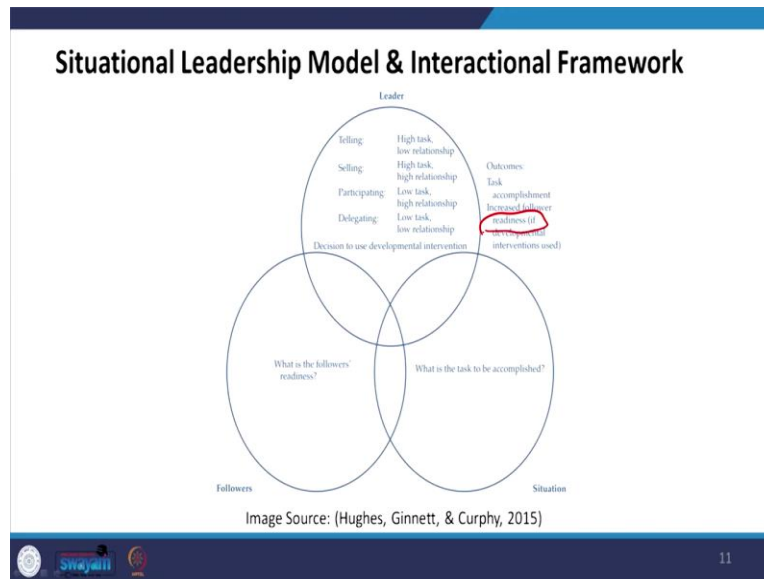 Situational Leadership Model & Interactional Framework
Leader
Telling: High task,
low relationship
Selling: High task,
high relationship
Participating: Low task,
high relationship
Delegating: Low task,
low relationship
Decision to use developmental intervention
Outcomes:
Task
accomplishment
Increased follower
readiness (if
developmental
interventions used)
What is the followers'
readiness?
What is the task to be accomplished?
Followers
Situation
Image Source: (Hughes, Ginnett, & Curphy, 2015)
swayam
11